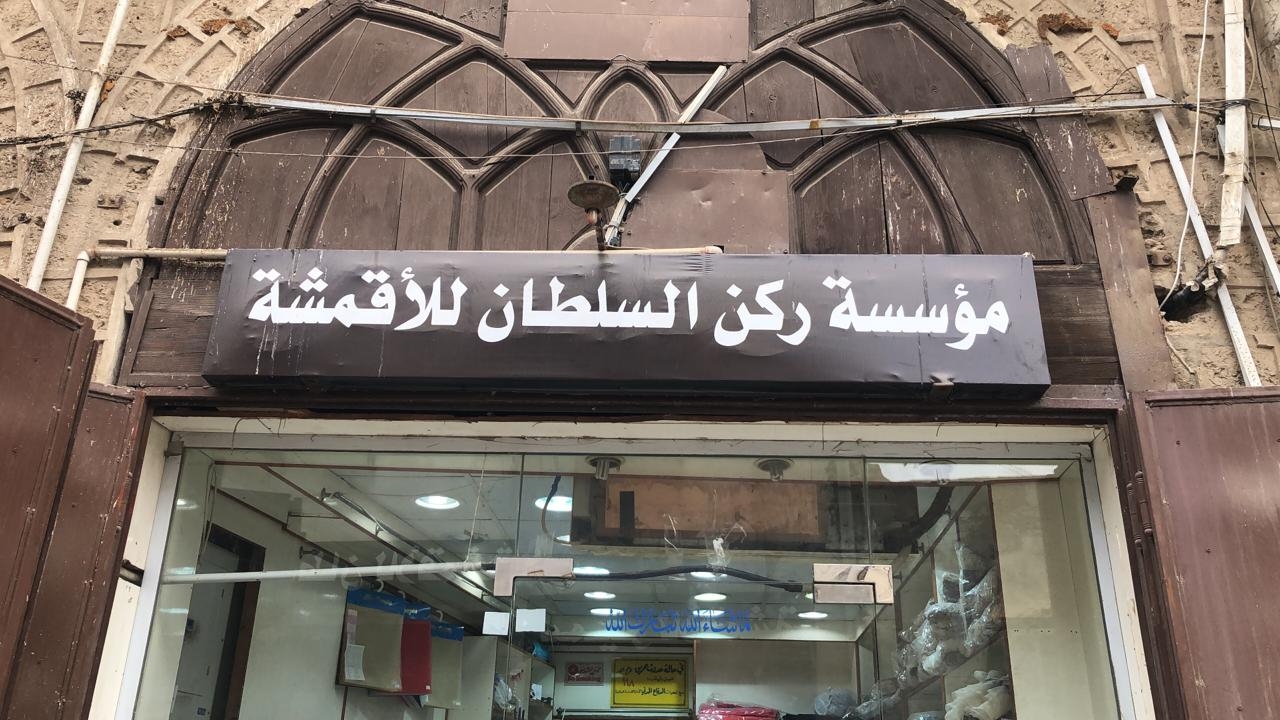 مؤسسة ركن السلطان للأقمشة
ما شاء الله تبارك الله